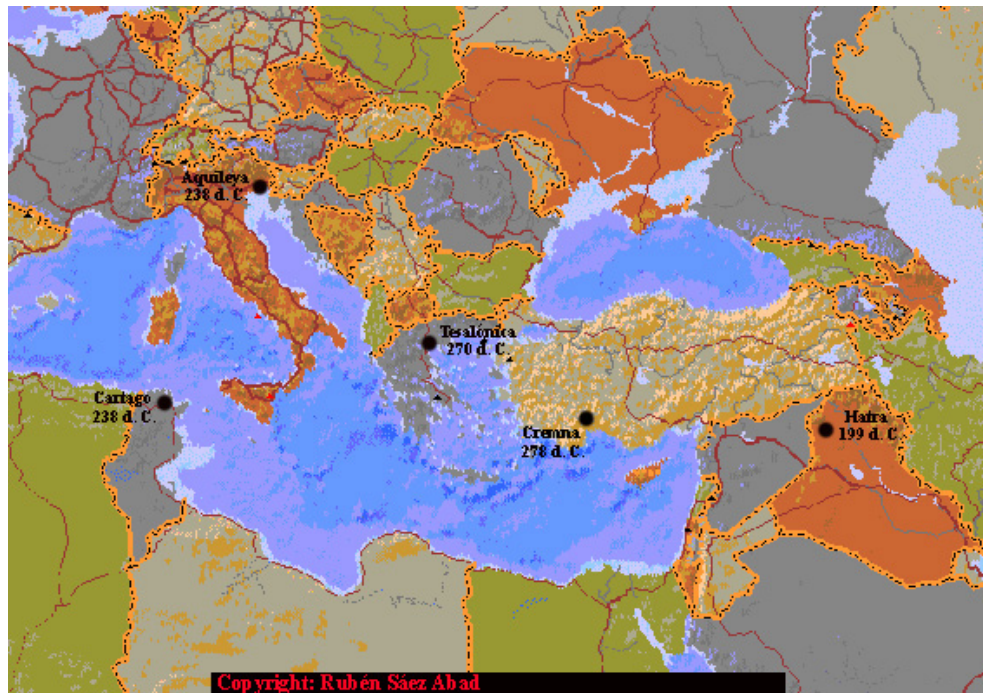 Aquileya
238 d. C.
Tesalónica
270 d. C.
Cartago
238 d. C.
Cremna
278 d. C.
Hatra
199 d. C.
Copyright: Rubén Sáez Abad